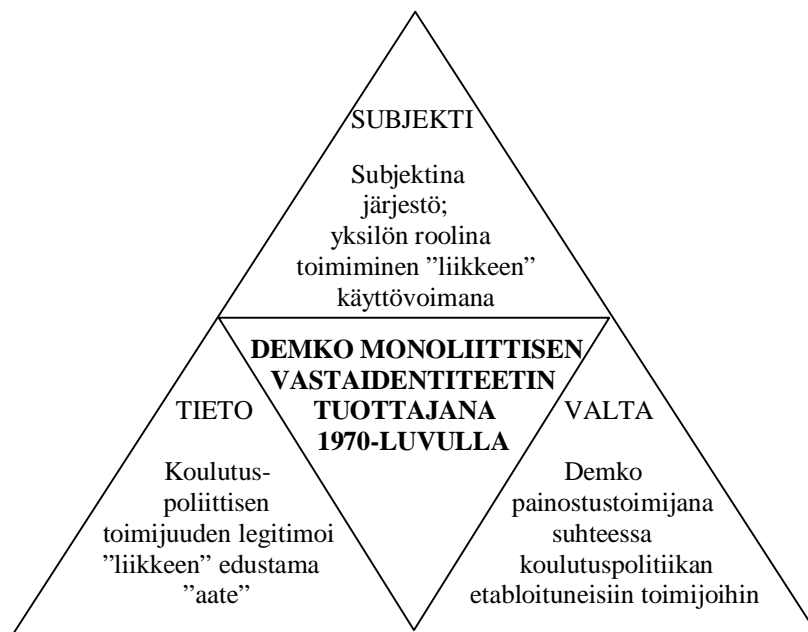 SUBJEKTI
Subjektina
järjestö;
yksilön roolina
toimiminen ”liikkeen”
käyttövoimana
DEMKO MONOLIITTISEN
VASTAIDENTITEETIN
TUOTTAJANA
1970-LUVULLA
TIETO
Koulutus-
poliittisen
toimijuuden legitimoi
”liikkeen” edustama
”aate”
VALTA
Demko
painostustoimijana
suhteessa
koulutuspolitiikan
etabloituneisiin toimijoihin